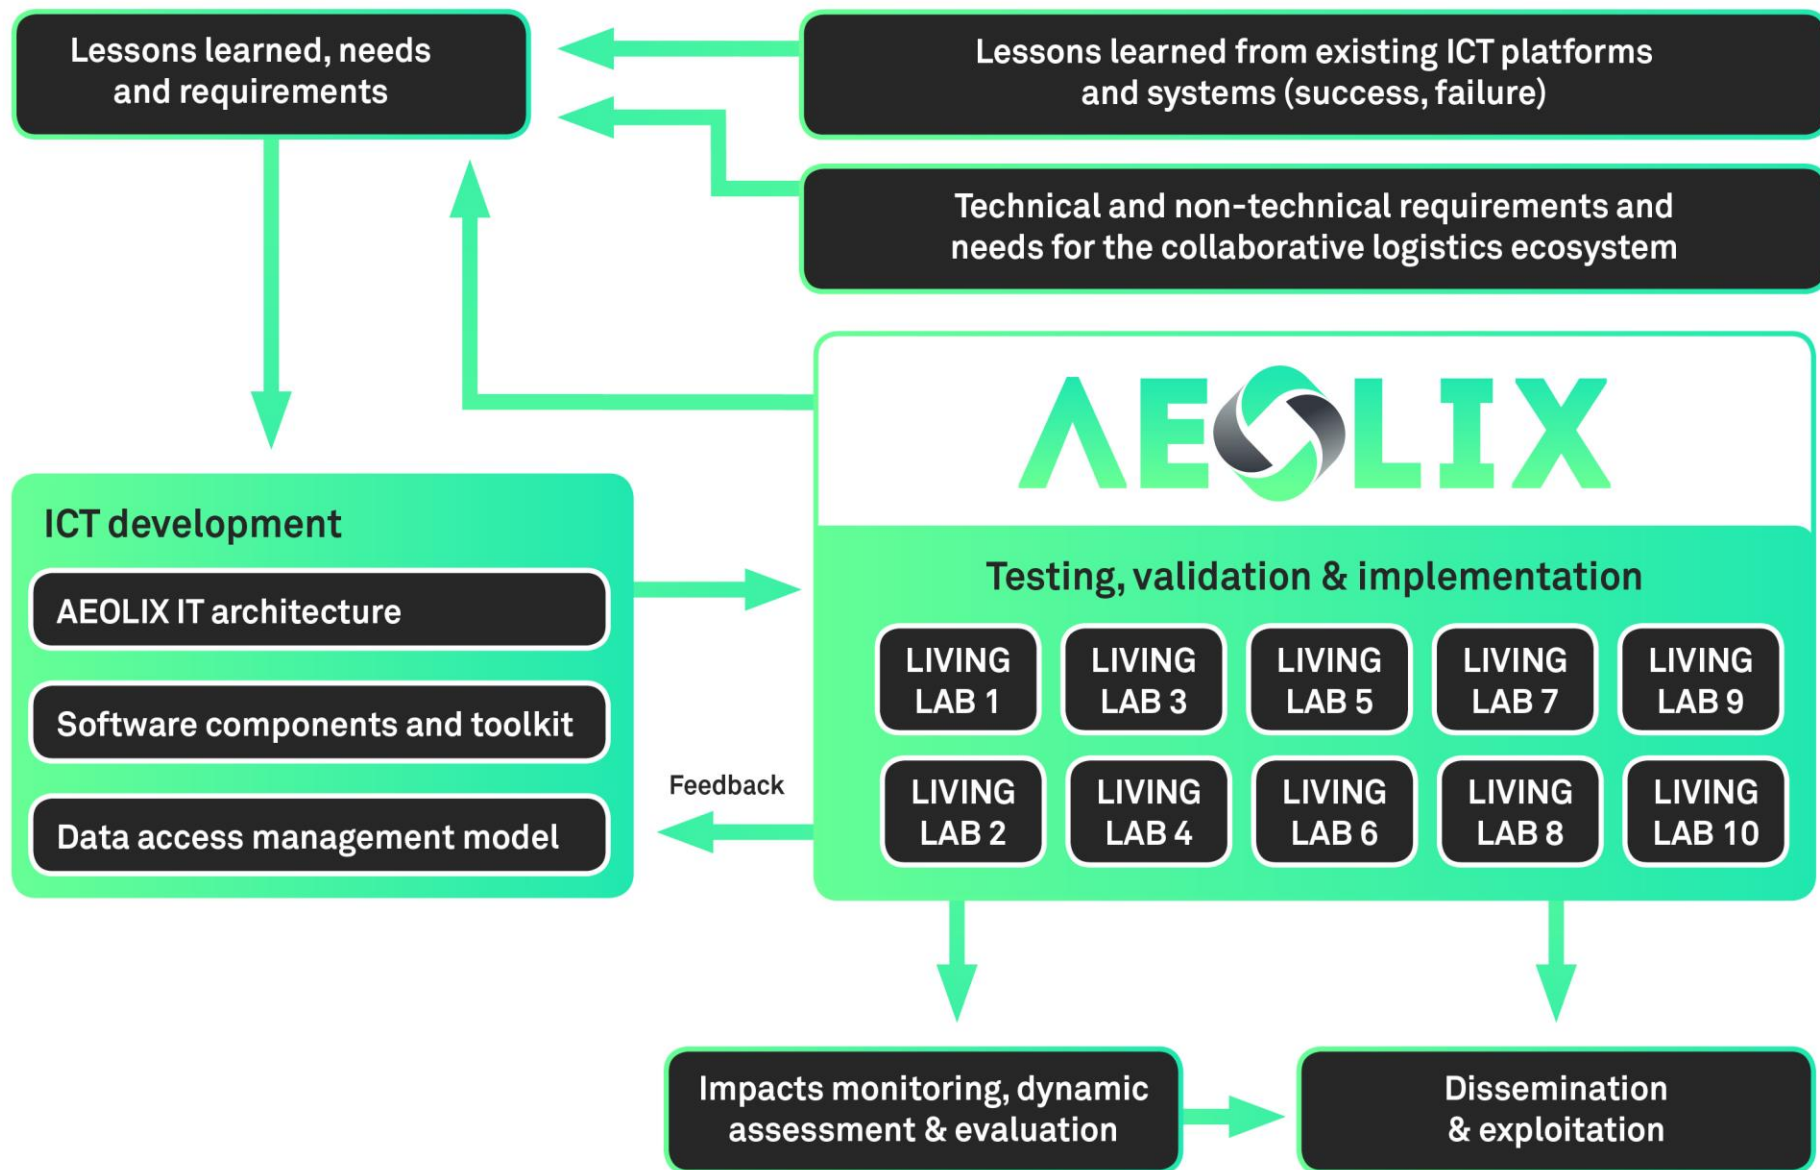 Lessons learned, needs
and requirements
Lessons learned from existing ICT platforms
and systems (success, failure)
Technical and non-technical requirements and
needs for the collaborative logistics ecosystem
AEOLIX
ICT development
AEOLIX IT architecture
Software components and toolkit
Data access management model
Feedback
Testing, validation & implementation
LIVING
LAB 1
LIVING
LAB 3
LIVING
LAB 5
LIVING
LAB 7
LIVING
LAB 9
LIVING
LAB 2
LIVING
LAB 4
LIVING
LAB 6
LIVING
LAB 8
LIVING
LAB 10
Impacts monitoring, dynamic
assessment & evaluation
Dissemination
& exploitation